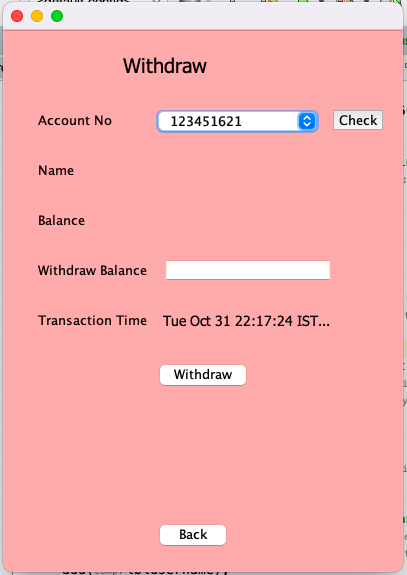 Withdraw
Account No 123451621 Check
Name
Balance
Withdraw Balance
Transaction Time Tue Oct 31 22:17:24 IST...
Withdraw
Back